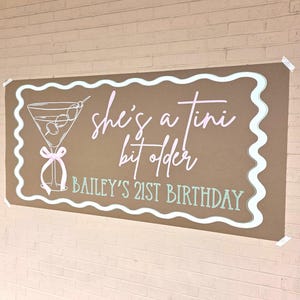 she's a tini
bit older
BAILEY'S 21ST BIRTHDAY